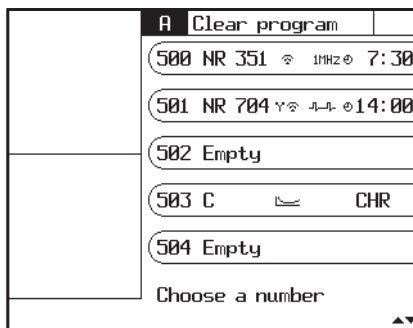 A Clear program
500 NR 351 1MHz 7:30
501 NR 704 14:00
502 Empty
503 C CHR
504 Empty
Choose a number